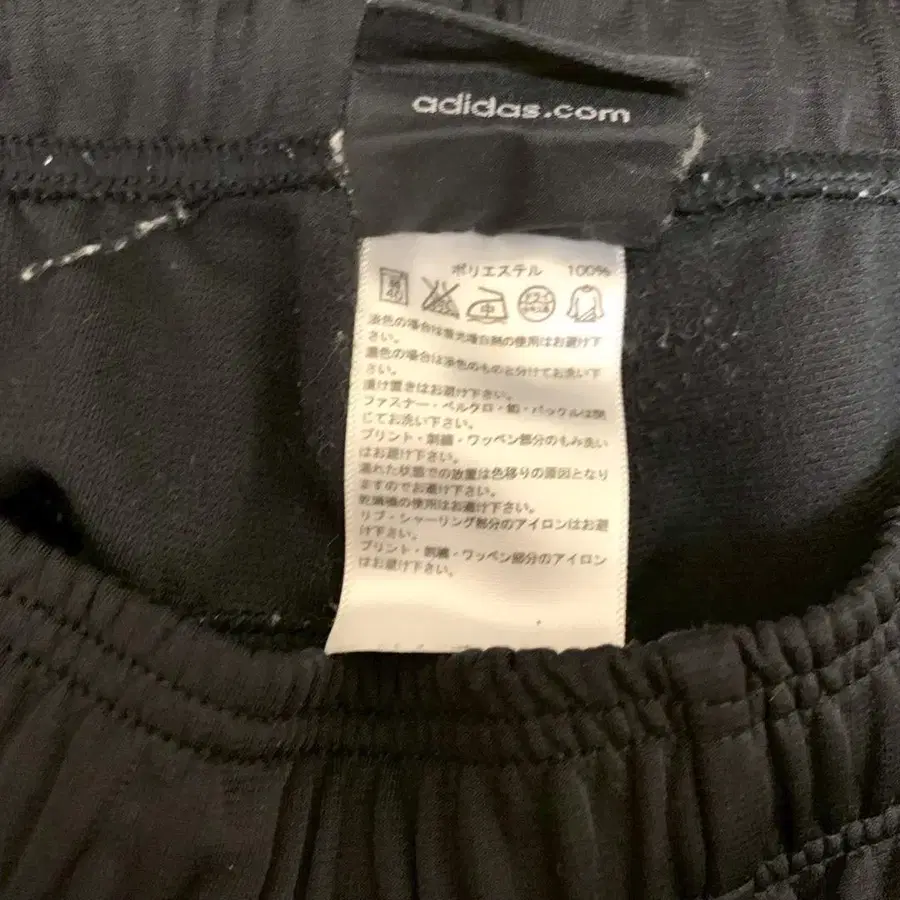 adidas.com
ポリエステル 100%
40 中
淡色の場合は蛍光増白剤の使用はお避け下
さい。
濃色の場合は淡色のものと分けてお洗い下
さい。
漬け置きはお避け下さい。
ファスナー・ベルクロ・釦・バックルは閉
じてお洗い下さい。
プリント・刺繍・ワッペン部分のもみ洗い
はお避け下さい。
濡れた状態での放置は色移りの原因となり
ますのでお避け下さい。
乾燥機の使用はお避け下さい。
リブ・シャーリング部分のアイロンはお避
け下さい。
プリント・刺繍・ワッペン部分のアイロン
はお避け下さい。